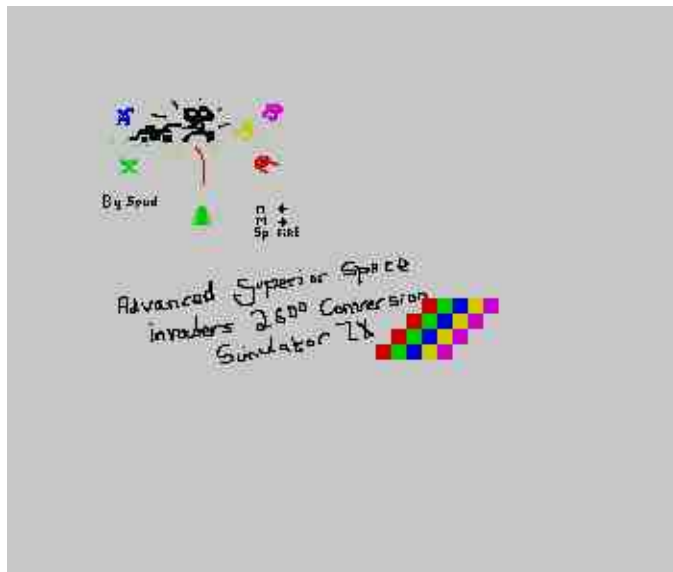 By Spud
N ←
M →
Sp FIRE
Advanced Superior Space
invaders 2600 Conversion
Simulator ZX